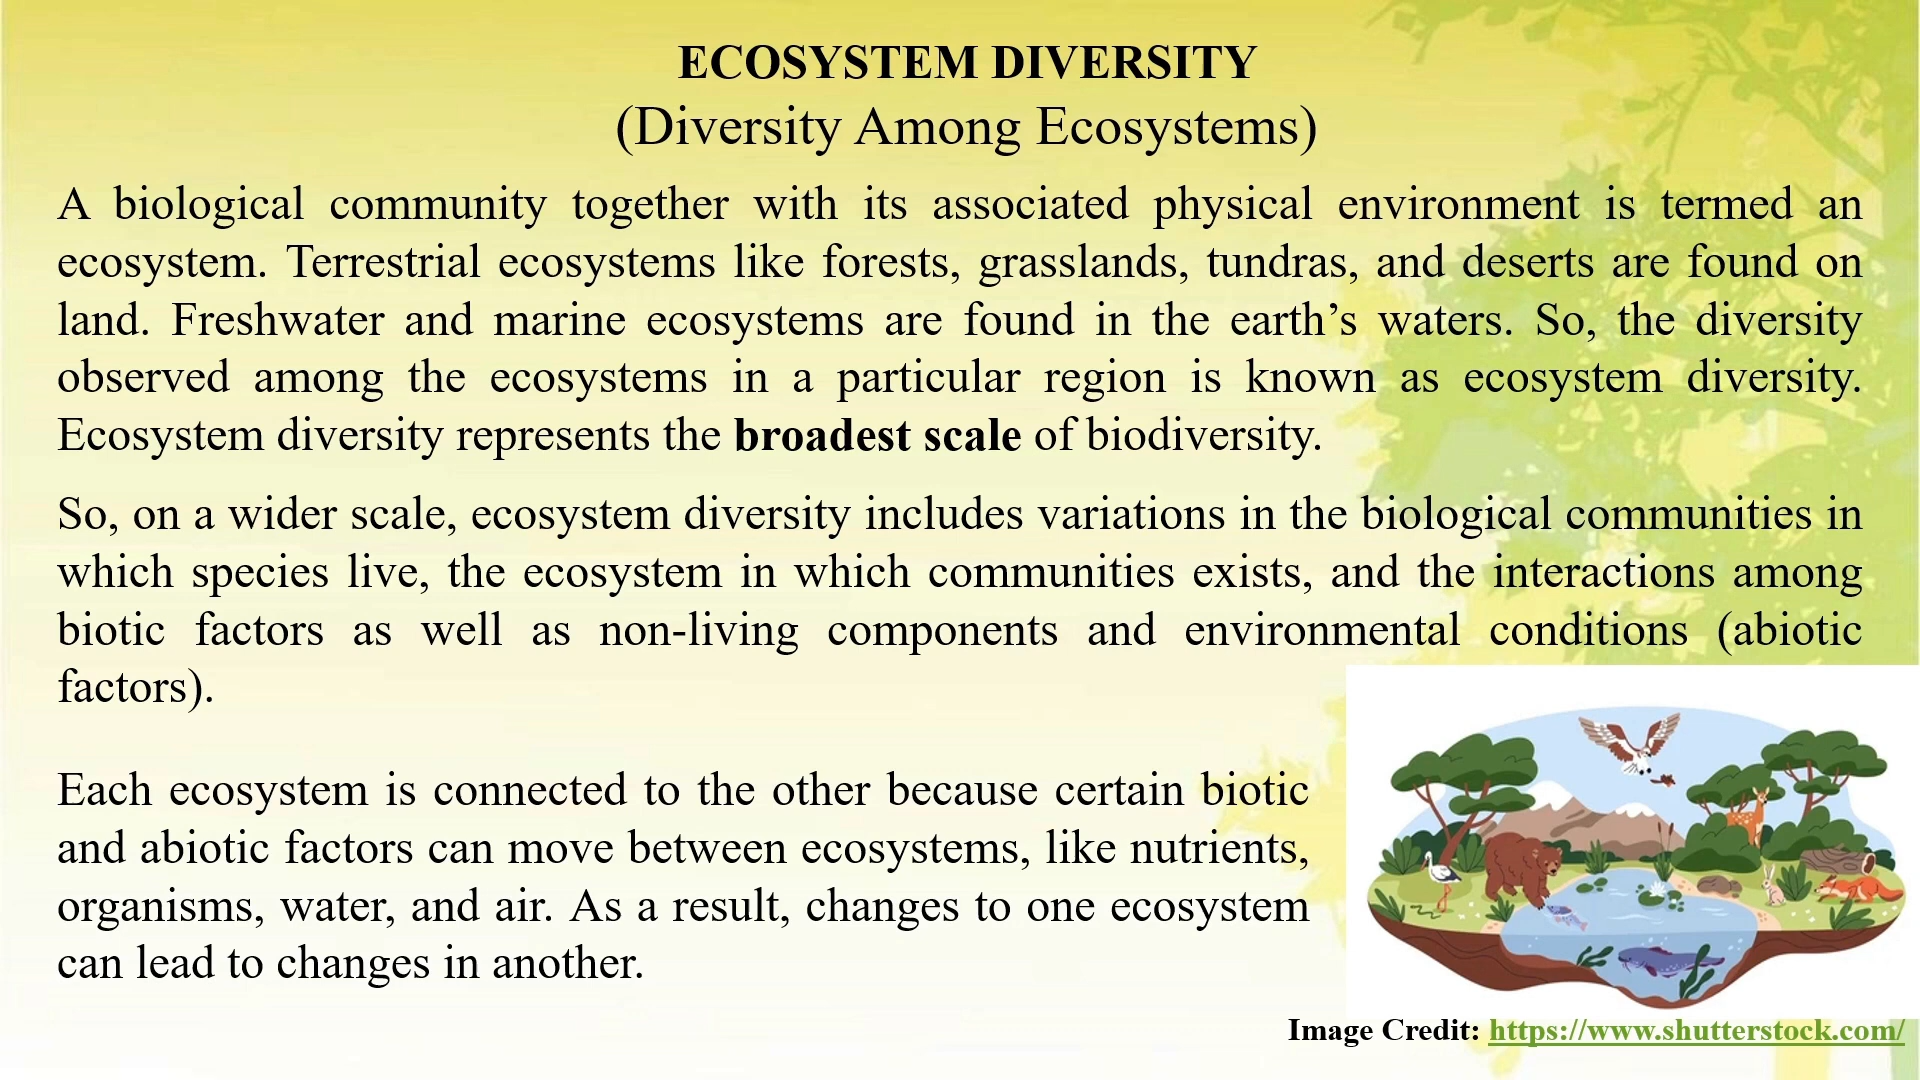 ECOSYSTEM DIVERSITY
(Diversity Among Ecosystems)
A biological community together with its associated physical environment is termed an
ecosystem. Terrestrial ecosystems like forests, grasslands, tundras, and deserts are found on
land. Freshwater and marine ecosystems are found in the earth’s waters. So, the diversity
observed among the ecosystems in a particular region is known as ecosystem diversity.
Ecosystem diversity represents the broadest scale of biodiversity.
So, on a wider scale, ecosystem diversity includes variations in the biological communities in
which species live, the ecosystem in which communities exists, and the interactions among
biotic factors as well as non-living components and environmental conditions (abiotic
factors).
Each ecosystem is connected to the other because certain biotic
and abiotic factors can move between ecosystems, like nutrients,
organisms, water, and air. As a result, changes to one ecosystem
can lead to changes in another.
Image Credit: https://www.shutterstock.com/